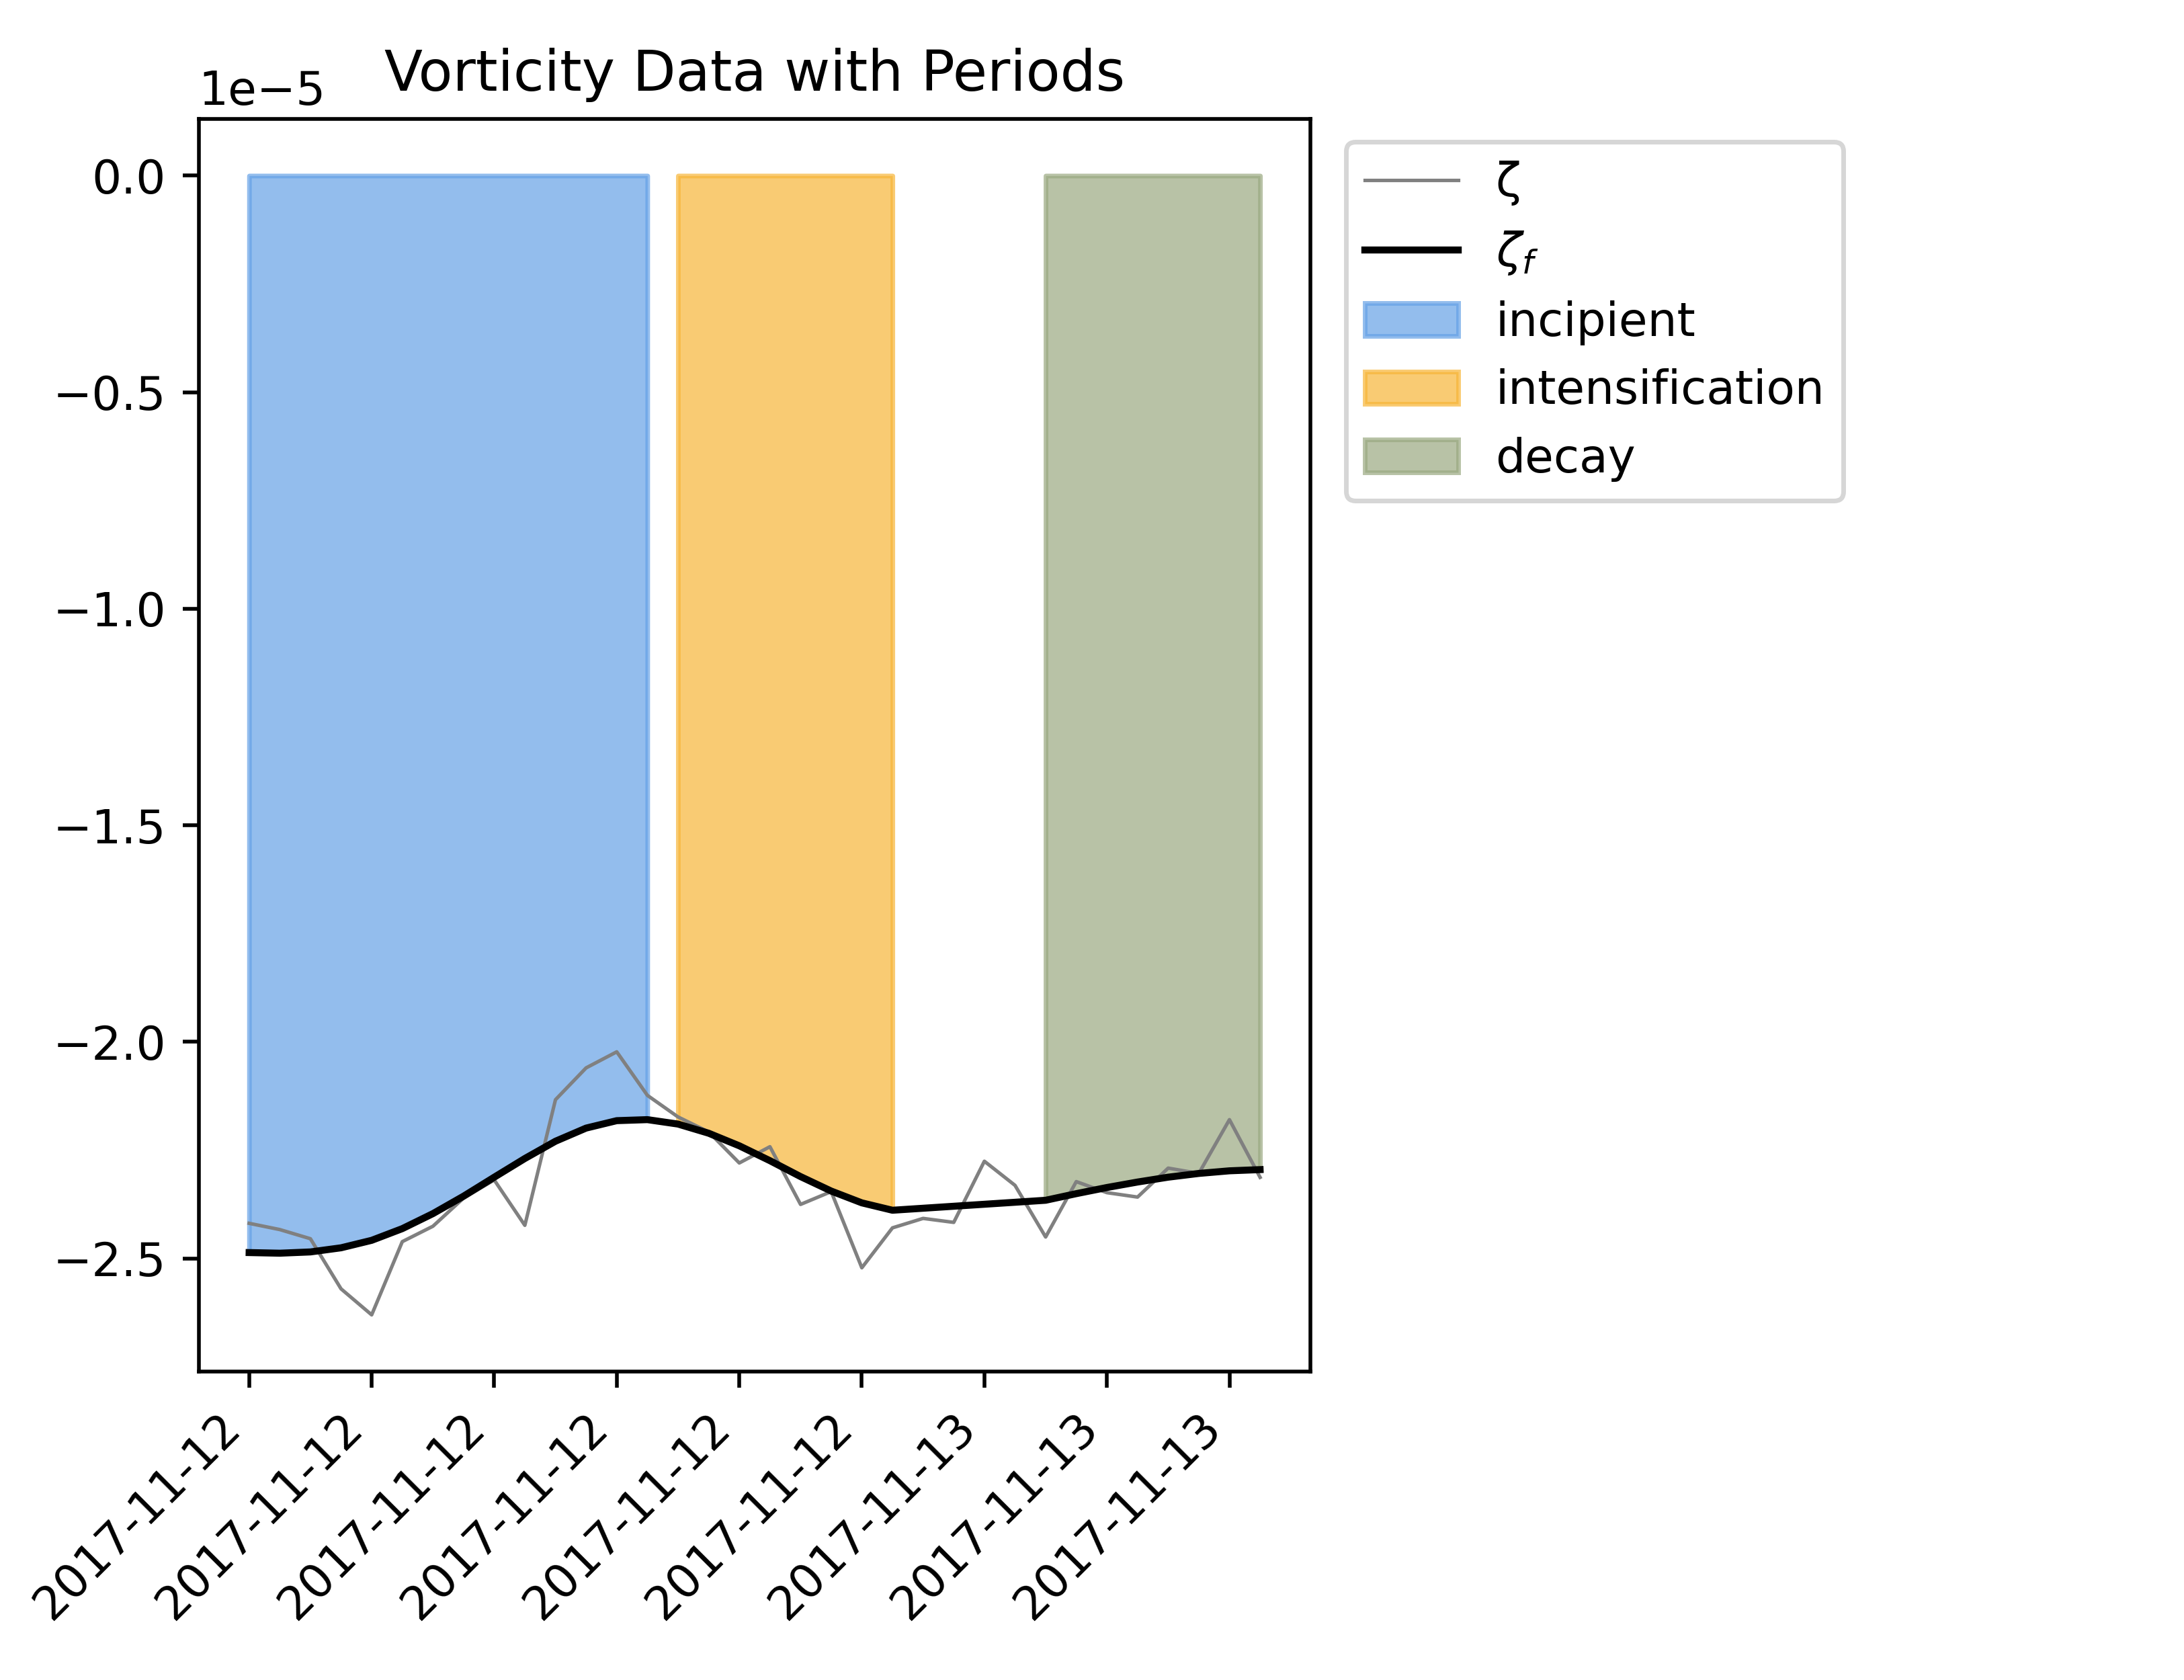 Vorticity Data with Periods
1e−5
0.0
−0.5
−1.0
−1.5
−2.0
−2.5
2017-11-12
2017-11-12
2017-11-12
2017-11-12
2017-11-12
2017-11-12
2017-11-13
2017-11-13
2017-11-13
ζ
ζf
incipient
intensification
decay